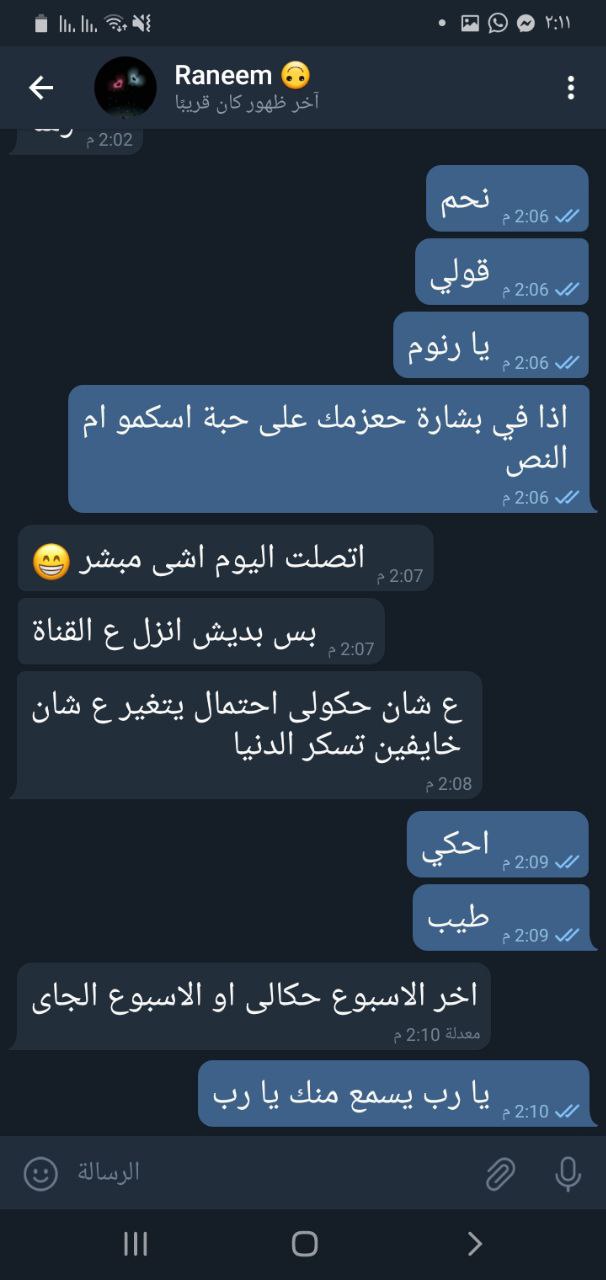 ٢:١١
Raneem 🙃
آخر ظهور كان قريبًا
2:02 م
نحم
2:06 م
قولي
2:06 م
يا رنوم
2:06 م
اذا في بشارة حعزمك على حبة اسكمو ام
النص
2:06 م
اتصلت اليوم اشى مبشر 😁
2:07 م
بس بديش انزل ع القناة
2:07 م
ع شان حكولى احتمال يتغير ع شان
خايفين تسكر الدنيا
2:08 م
احكي
2:09 م
طيب
2:09 م
اخر الاسبوع حكالى او الاسبوع الجاى
معدلة 2:10 م
يا رب يسمع منك يا رب
2:10 م
الرسالة